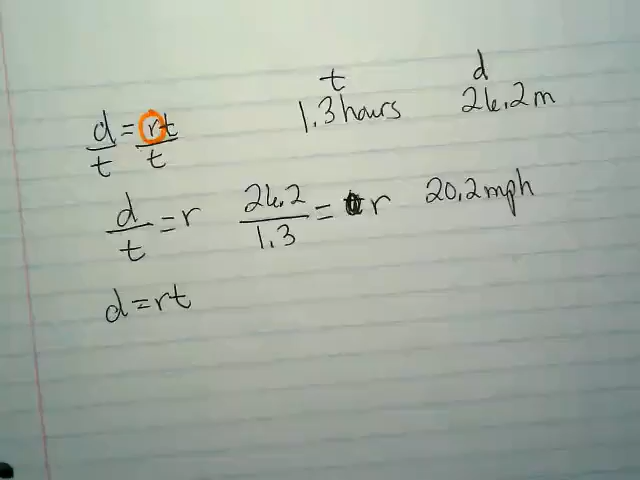 t d
1.3 hours 26.2 m
d = rt
t t
d/t = r 26.2/1.3 = r 20.2 mph
d = rt